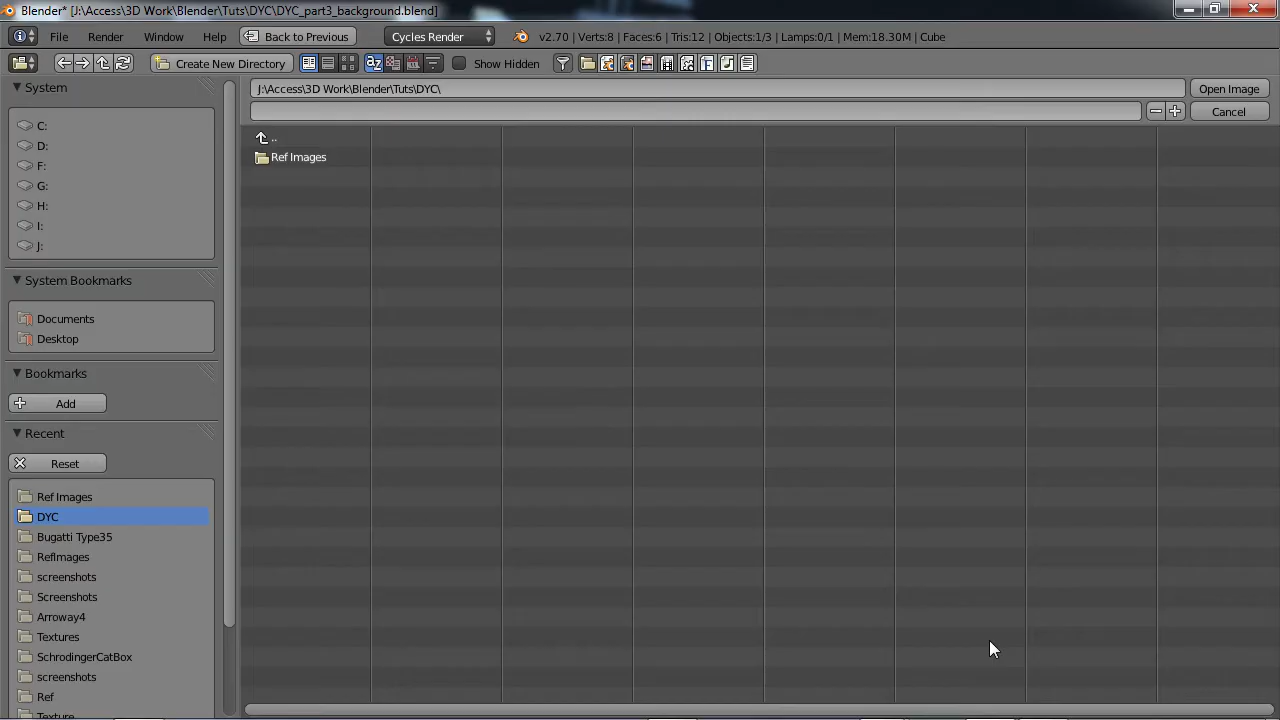 Blender* [J:\Access\3D Work\Blender\Tuts\DYC\DYC_part3_background.blend]
File Render Window Help Back to Previous Cycles Render v2.70 | Verts:8 | Faces:6 | Tris:12 | Objects:1/3 | Lamps:0/1 | Mem:18.30M | Cube
Create New Directory Show Hidden
System
J:\Access\3D Work\Blender\Tuts\DYC\ Open Image
Cancel
..
Ref Images
C:
D:
F:
G:
H:
I:
J:
System Bookmarks
Documents
Desktop
Bookmarks
Add
Recent
Reset
Ref Images
DYC
Bugatti Type35
RefImages
screenshots
Screenshots
Arroway4
Textures
SchrodingerCatBox
screenshots
Ref
Texture